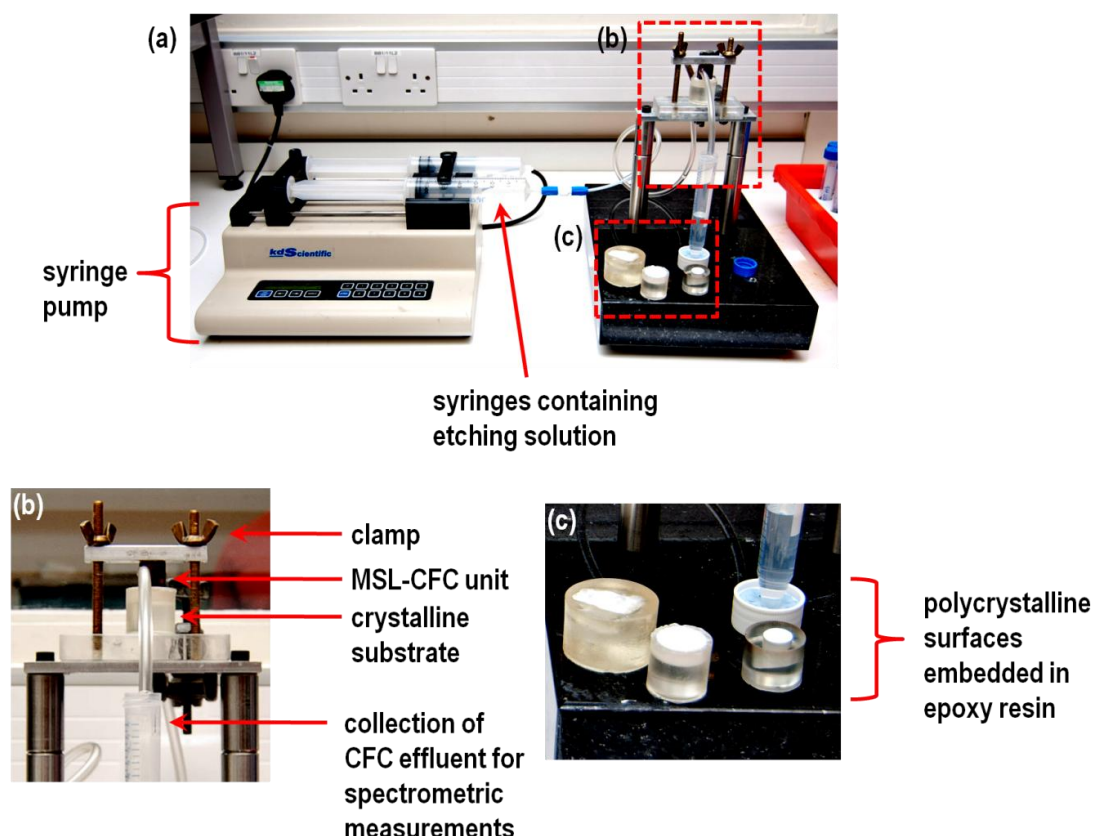 (a)
(b)
kdScientific
(c)
syringe
pump
syringes containing
etching solution
(b)
clamp
MSL-CFC unit
crystalline
substrate
collection of
CFC effluent for
spectrometric
measurements
(c)
polycrystalline
surfaces
embedded in
epoxy resin